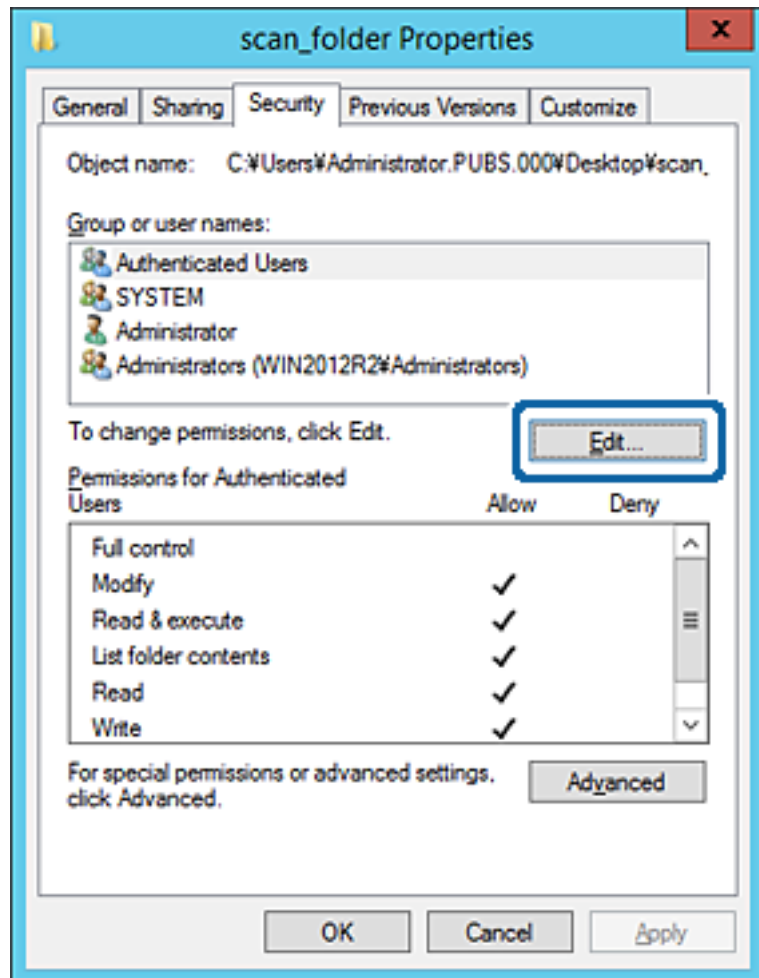 scan_folder Properties
x
General Sharing Security Previous Versions Customize
Object name: C:¥Users¥Administrator.PUBS.000¥Desktop¥scan_
Group or user names:
Authenticated Users
SYSTEM
Administrator
Administrators (WIN2012R2¥Administrators)
To change permissions, click Edit.
Edit...
Permissions for Authenticated
Users Allow Deny
Full control
Modify
Read & execute
List folder contents
Read
Write
For special permissions or advanced settings,
click Advanced.
Advanced
OK Cancel Apply